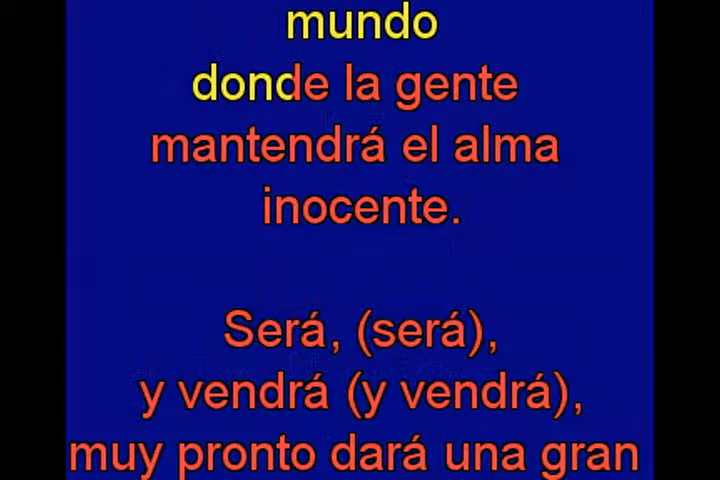 mundo
donde la gente
mantendrá el alma
inocente.
Será, (será),
y vendrá (y vendrá),
muy pronto dará una gran